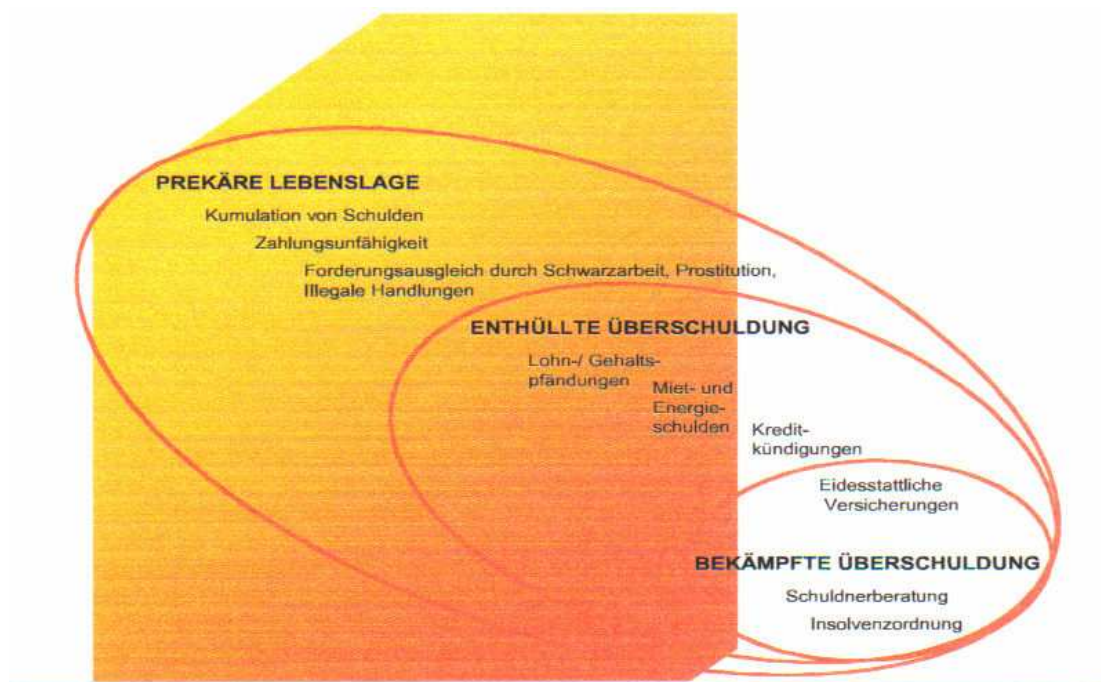 PREKÄRE LEBENSLAGE
Kumulation von Schulden
Zahlungsunfähigkeit
Forderungsausgleich durch Schwarzarbeit, Prostitution,
Illegale Handlungen
ENTHÜLLTE ÜBERSCHULDUNG
Lohn-/ Gehalts-
pfändungen
Miet- und
Energie-
schulden
Kredit-
kündigungen
Eidesstattliche
Versicherungen
BEKÄMPFTE ÜBERSCHULDUNG
Schuldnerberatung
Insolvenzordnung